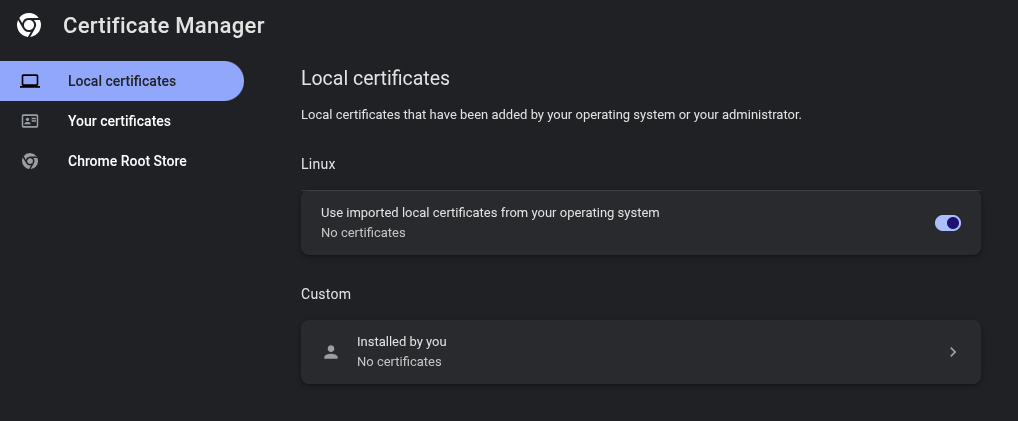 Certificate Manager
Local certificates
Your certificates
Chrome Root Store
Local certificates
Local certificates that have been added by your operating system or your administrator.
Linux
Use imported local certificates from your operating system
No certificates
Custom
Installed by you
No certificates